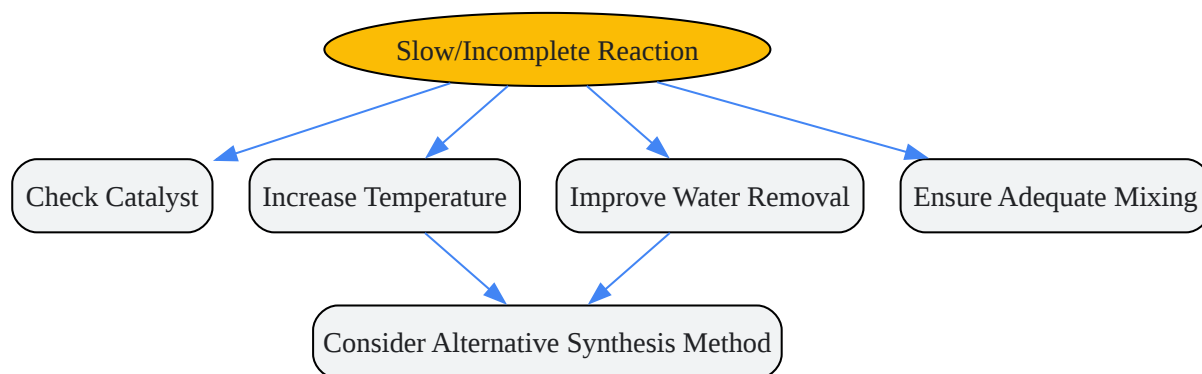 Slow/Incomplete Reaction
Check Catalyst
Increase Temperature
Improve Water Removal
Ensure Adequate Mixing
Consider Alternative Synthesis Method